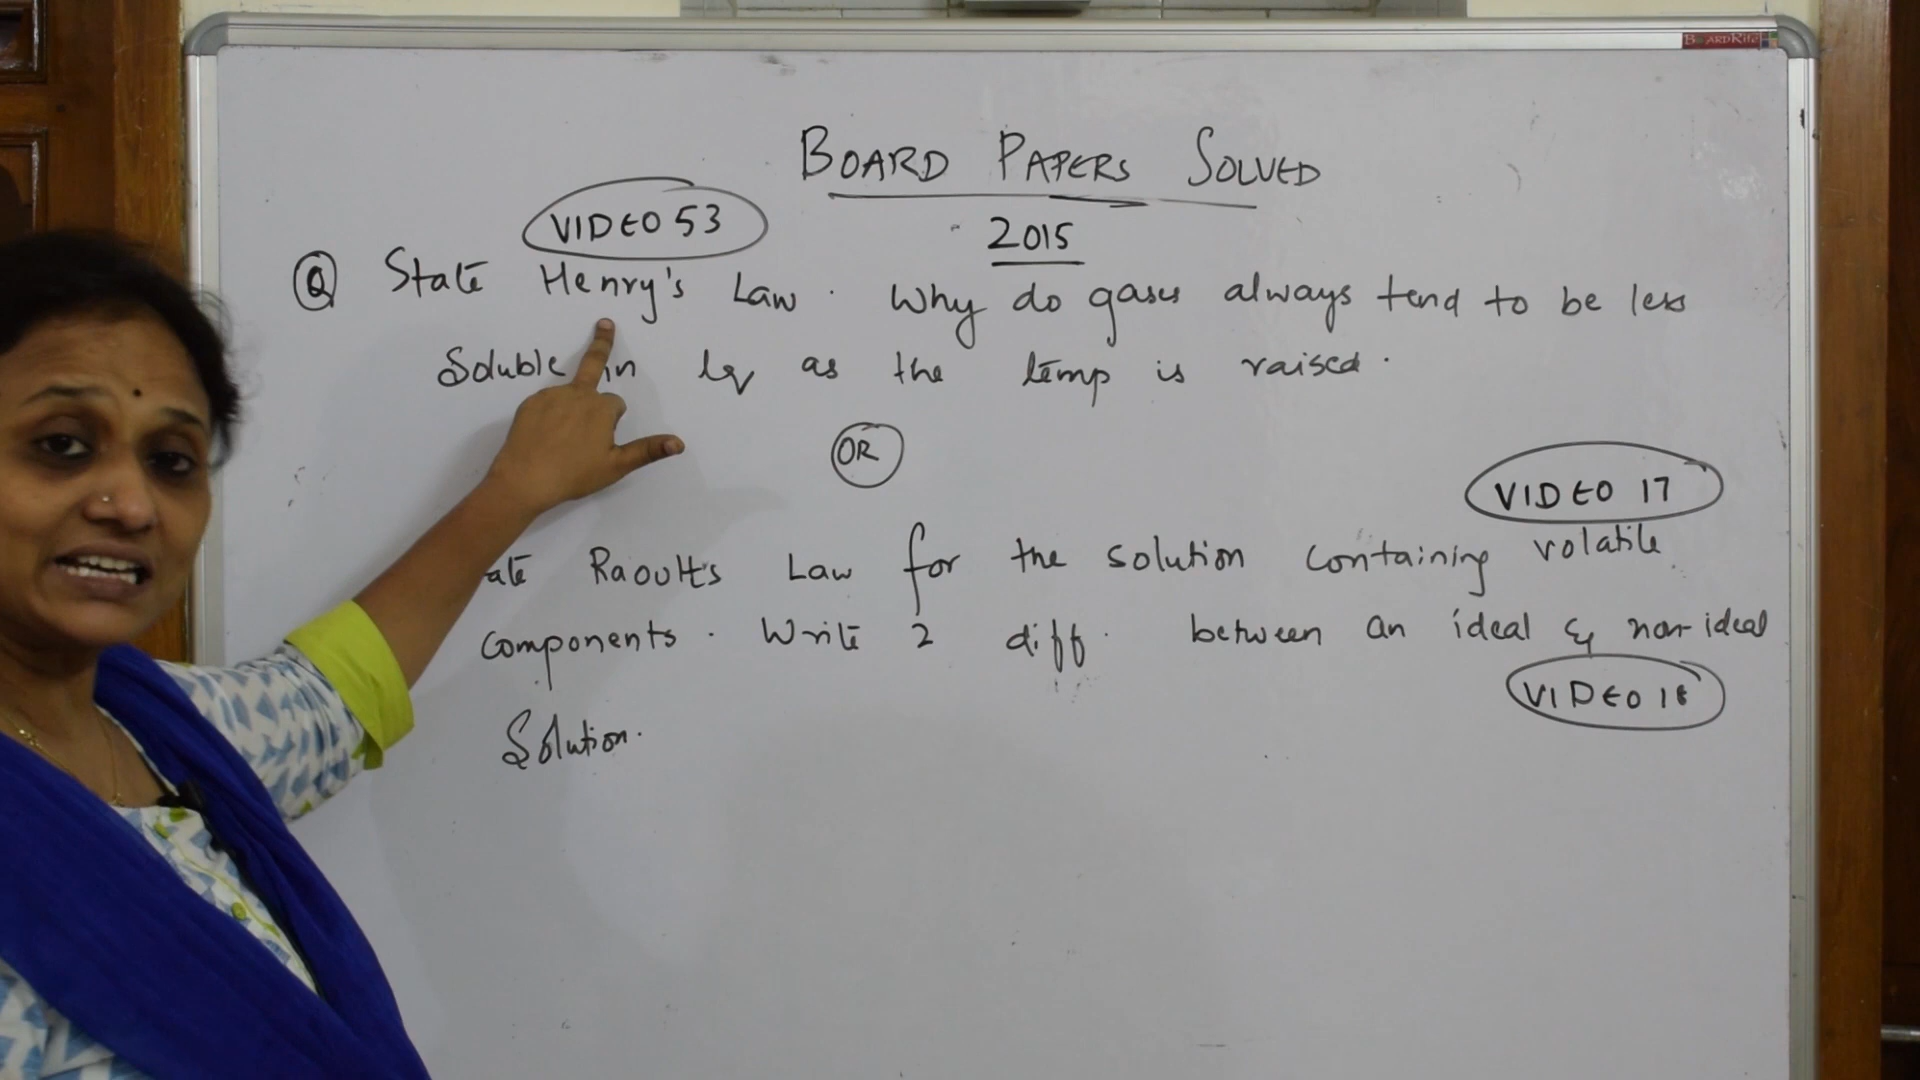 BOARDRITZ
BOARD PAPERS SOLVED
VIDEO 53
2015
Q State Henry's Law. Why do gases always tend to be less
Soluble in lq as the temp is raised.
OR
VIDEO 17
ate Raoult's Law for the solution containing volatile
components. Write 2 diff. between an ideal & non-ideal
VIDEO
Solution.